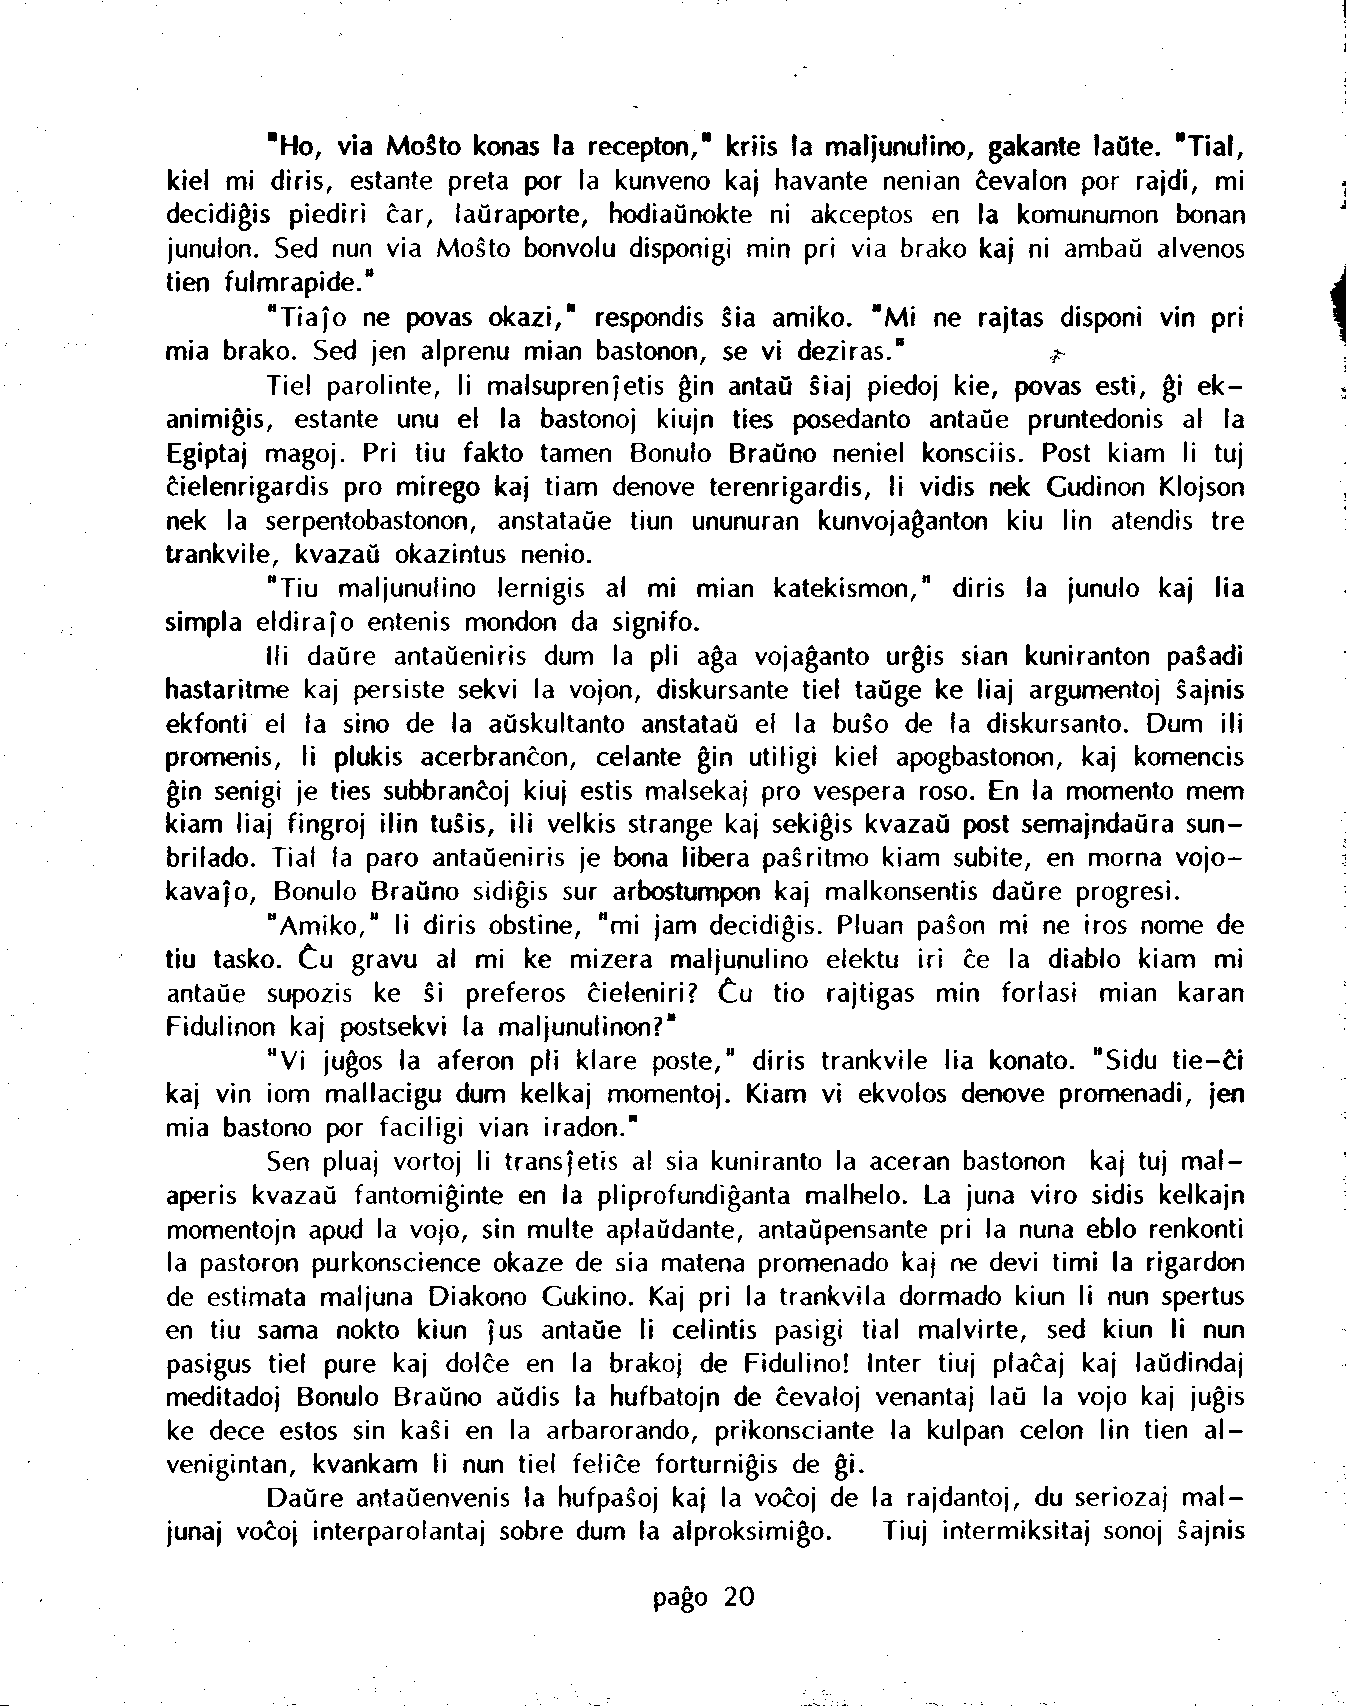 "Ho, via Moŝto konas la recepton," kriis la maljunulino, gakante laŭte. "Tial,
kiel mi diris, estante preta por la kunveno kaj havante nenian ĉevalon por rajdi, mi
decidiĝis piediri ĉar, laŭraporte, hodiaŭnokte ni akceptos en la komunumon bonan
junulon. Sed nun via Moŝto bonvolu disponigi min pri via brako kaj ni ambaŭ alvenos
tien fulmrapide."
"Tiaĵo ne povas okazi," respondis ŝia amiko. "Mi ne rajtas disponi vin pri
mia brako. Sed jen alprenu mian bastonon, se vi deziras."
Tiel parolinte, li malsuprenĵetis ĝin antaŭ ŝiaj piedoj kie, povas esti, ĝi ek-
animiĝis, estante unu el la bastonoj kiujn ties posedanto antaŭe pruntedonis al la
Egiptaj magoj. Pri tiu fakto tamen Bonulo Braŭno neniel konsciis. Post kiam li tuj
ĉielenrigardis pro mirego kaj tiam denove terenrigardis, li vidis nek Gudinon Klojson
nek la serpentobastonon, anstataŭe tiun ununuran kunvojaĝanton kiu lin atendis tre
trankvile, kvazaŭ okazintus nenio.
"Tiu maljunulino lernigis al mi mian katekismon," diris la junulo kaj lia
simpla eldiraĵo entenis mondon da signifo.
Ili daŭre antaŭeniris dum la pli aĝa vojaĝanto urĝis sian kuniranton paŝadi
hastaritme kaj persiste sekvi la vojon, diskursante tiel taŭge ke liaj argumentoj ŝajnis
ekfonti el la sino de la aŭskultanto anstataŭ el la buŝo de la diskursanto. Dum ili
promenis, li plukis acerbranĉon, celante ĝin utiligi kiel apogbastonon, kaj komencis
ĝin senigi je ties subbranĉoj kiuj estis malsekaj pro vespera roso. En la momento mem
kiam liaj fingroj ilin tuŝis, ili velkis strange kaj sekiĝis kvazaŭ post semajndaŭra sun-
brilado. Tial la paro antaŭeniris je bona libera paŝritmo kiam subite, en morna vojo-
kavaĵo, Bonulo Braŭno sidiĝis sur arbostumpon kaj malkonsentis daŭre progresi.
"Amiko," li diris obstine, "mi jam decidiĝis. Pluan paŝon mi ne iros nome de
tiu tasko. Ĉu gravu al mi ke mizera maljunulino elektu iri ĉe la diablo kiam mi
antaŭe supozis ke ŝi preferos ĉieleniri? Ĉu tio rajtigas min forlasi mian karan
Fidulinon kaj postsekvi la maljunulinon?"
"Vi juĝos la aferon pli klare poste," diris trankvile lia konato. "Sidu tie-ĉi
kaj vin iom mallacigu dum kelkaj momentoj. Kiam vi ekvolos denove promenadi, jen
mia bastono por faciligi vian iradon."
Sen pluaj vortoj li transĵetis al sia kuniranto la aceran bastonon kaj tuj mal-
aperis kvazaŭ fantomiĝinte en la pliprofundiĝanta malhelo. La juna viro sidis kelkajn
momentojn apud la vojo, sin multe aplaŭdante, antaŭpensante pri la nuna eblo renkonti
la pastoron purkonscience okaze de sia matena promenado kaj ne devi timi la rigardon
de estimata maljuna Diakono Gukino. Kaj pri la trankvila dormado kiun li nun spertus
en tiu sama nokto kiun ĵus antaŭe li celintis pasigi tial malvirte, sed kiun li nun
pasigus tiel pure kaj dolĉe en la brakoj de Fidulino! Inter tiuj plaĉaj kaj laŭdindaj
meditadoj Bonulo Braŭno aŭdis la hufbatojn de ĉevaloj venantaj laŭ la vojo kaj juĝis
ke dece estos sin kaŝi en la arbarorando, prikonsciante la kulpan celon lin tien al-
venigintan, kvankam li nun tiel feliĉe forturniĝis de ĝi.
Daŭre antaŭenvenis la hufpaŝoj kaj la voĉoj de la rajdantoj, du seriozaj mal-
junaj voĉoj interparolantaj sobre dum la alproksimiĝo. Tiuj intermiksitaj sonoj ŝajnis
paĝo 20